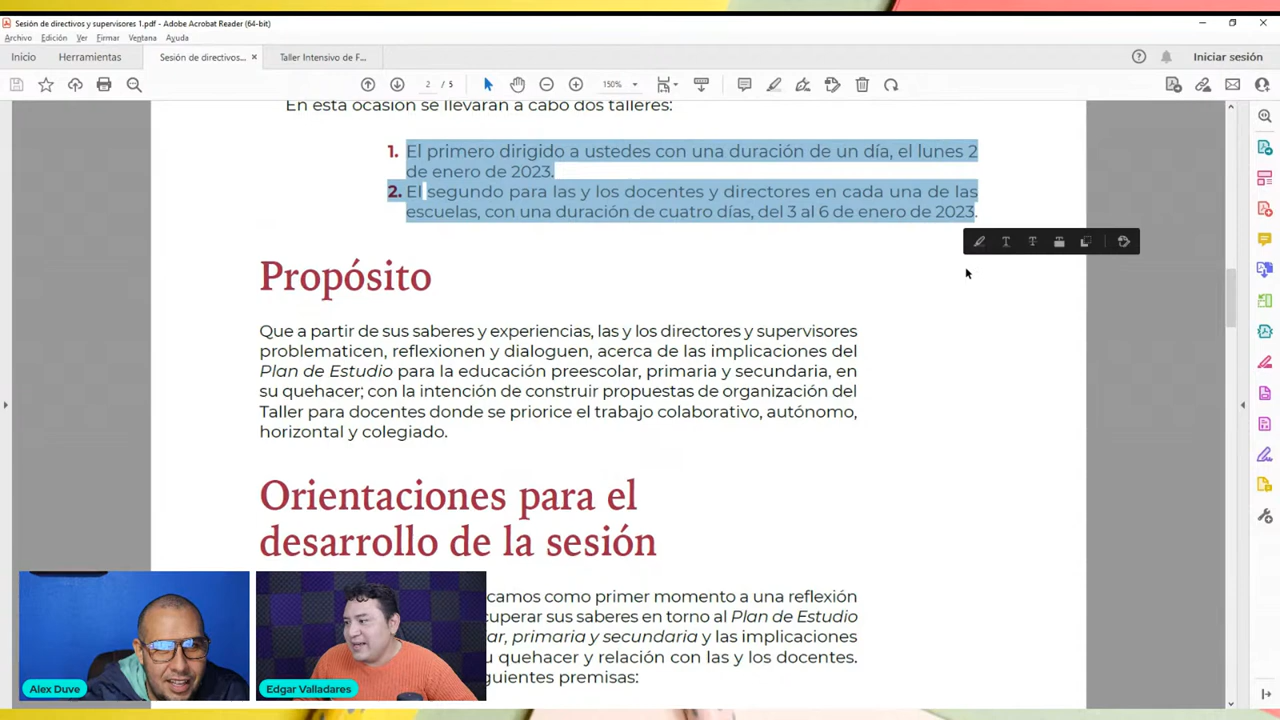 Sesión de directivos y supervisores 1.pdf - Adobe Acrobat Reader (64-bit)
Archivo Edición Ver Firmar Ventana Ayuda
Inicio Herramientas Sesión de directivos... × Taller Intensivo de F... Iniciar sesión
2 / 5 150%
En esta ocasión se llevarán a cabo dos talleres:
1. El primero dirigido a ustedes con una duración de un día, el lunes 2
de enero de 2023.
2. El segundo para las y los docentes y directores en cada una de las
escuelas, con una duración de cuatro días, del 3 al 6 de enero de 2023.
Propósito
Que a partir de sus saberes y experiencias, las y los directores y supervisores
problematicen, reflexionen y dialoguen, acerca de las implicaciones del
Plan de Estudio para la educación preescolar, primaria y secundaria, en
su quehacer; con la intención de construir propuestas de organización del
Taller para docentes donde se priorice el trabajo colaborativo, autónomo,
horizontal y colegiado.
Orientaciones para el
desarrollo de la sesión
camos como primer momento a una reflexión
cuperar sus saberes en torno al Plan de Estudio
ar, primaria y secundaria y las implicaciones
u quehacer y relación con las y los docentes.
guientes premisas:
Alex Duve
Edgar Valladares